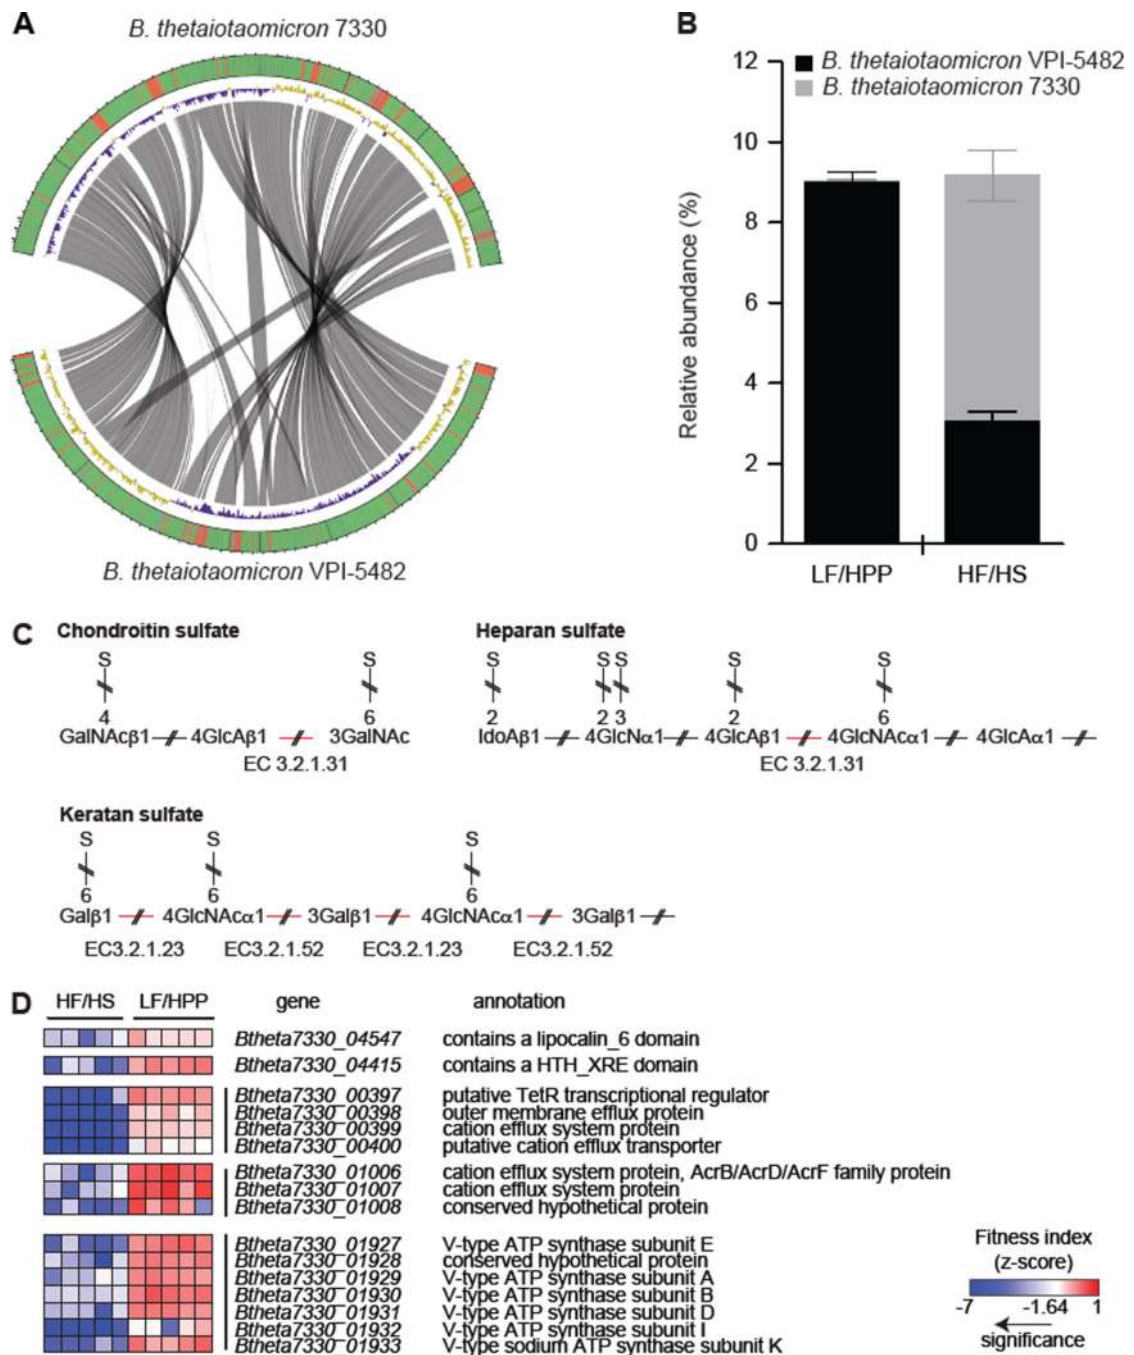 A
B. thetaiotaomicron 7330
B. thetaiotaomicron VPI-5482
B
B. thetaiotaomicron VPI-5482
B. thetaiotaomicron 7330
Relative abundance (%)
12
10
8
6
4
2
0
LF/HPP HF/HS
C
Chondroitin sulfate
S S
4 6
GalNAcβ1 4GlcAβ1 3GalNAc
EC 3.2.1.31
Heparan sulfate
S S S S S
2 2 3 2 6
IdoAβ1 4GlcNα1 4GlcAβ1 4GlcNAcα1 4GlcAα1
EC 3.2.1.31
Keratan sulfate
S S S
6 6 6
Galβ1 4GlcNAcα1 3Galβ1 4GlcNAcα1 3Galβ1
EC3.2.1.23 EC3.2.1.52 EC3.2.1.23 EC3.2.1.52
D
HF/HS LF/HPP gene annotation
Btheta7330_04547 contains a lipocalin_6 domain
Btheta7330_04415 contains a HTH_XRE domain
Btheta7330_00397 putative TetR transcriptional regulator
Btheta7330_00398 outer membrane efflux protein
Btheta7330_00399 cation efflux system protein
Btheta7330_00400 putative cation efflux transporter
Btheta7330_01006 cation efflux system protein, AcrB/AcrD/AcrF family protein
Btheta7330_01007 cation efflux system protein
Btheta7330_01008 conserved hypothetical protein
Btheta7330_01927 V-type ATP synthase subunit E
Btheta7330_01928 conserved hypothetical protein
Btheta7330_01929 V-type ATP synthase subunit A
Btheta7330_01930 V-type ATP synthase subunit B
Btheta7330_01931 V-type ATP synthase subunit D
Btheta7330_01932 V-type ATP synthase subunit I
Btheta7330_01933 V-type sodium ATP synthase subunit K
Fitness index
(z-score)
-7 -1.64 1
significance